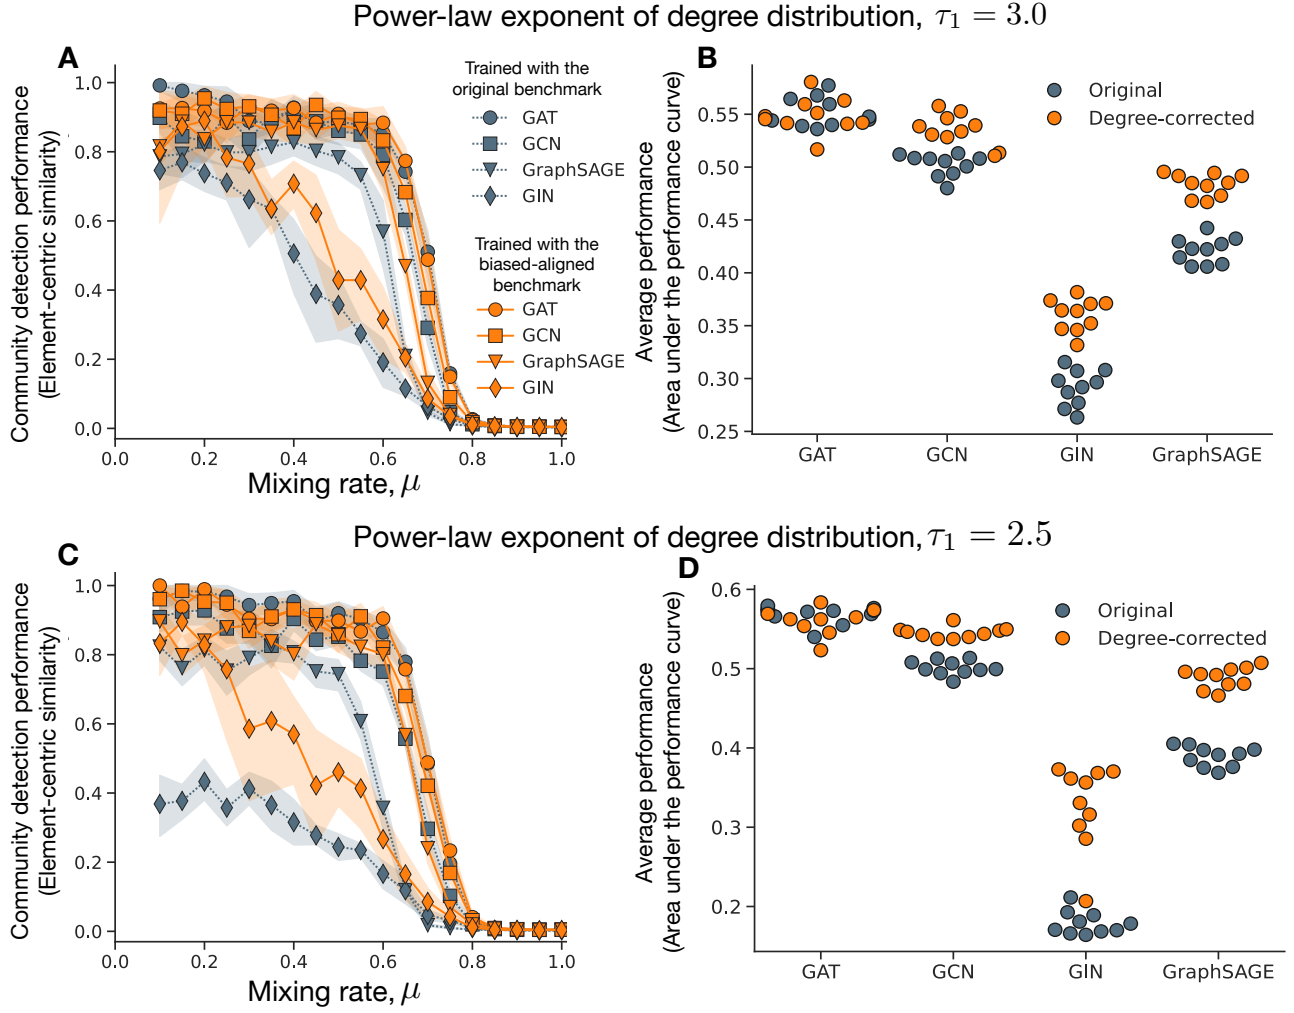 Power-law exponent of degree distribution, τ₁ = 3.0
A
Community detection performance
(Element-centric similarity)
1.0
0.8
0.6
0.4
0.2
0.0
0.0 0.2 0.4 0.6 0.8 1.0
Mixing rate, μ
Trained with the
original benchmark
GAT
GCN
GraphSAGE
GIN
Trained with the
biased-aligned
benchmark
GAT
GCN
GraphSAGE
GIN
B
Average performance
(Area under the performance curve)
0.55
0.50
0.45
0.40
0.35
0.30
0.25
GAT GCN GIN GraphSAGE
Original
Degree-corrected
Power-law exponent of degree distribution, τ₁ = 2.5
C
Community detection performance
(Element-centric similarity)
1.0
0.8
0.6
0.4
0.2
0.0
0.0 0.2 0.4 0.6 0.8 1.0
Mixing rate, μ
D
Average performance
(Area under the performance curve)
0.6
0.5
0.4
0.3
0.2
GAT GCN GIN GraphSAGE
Original
Degree-corrected